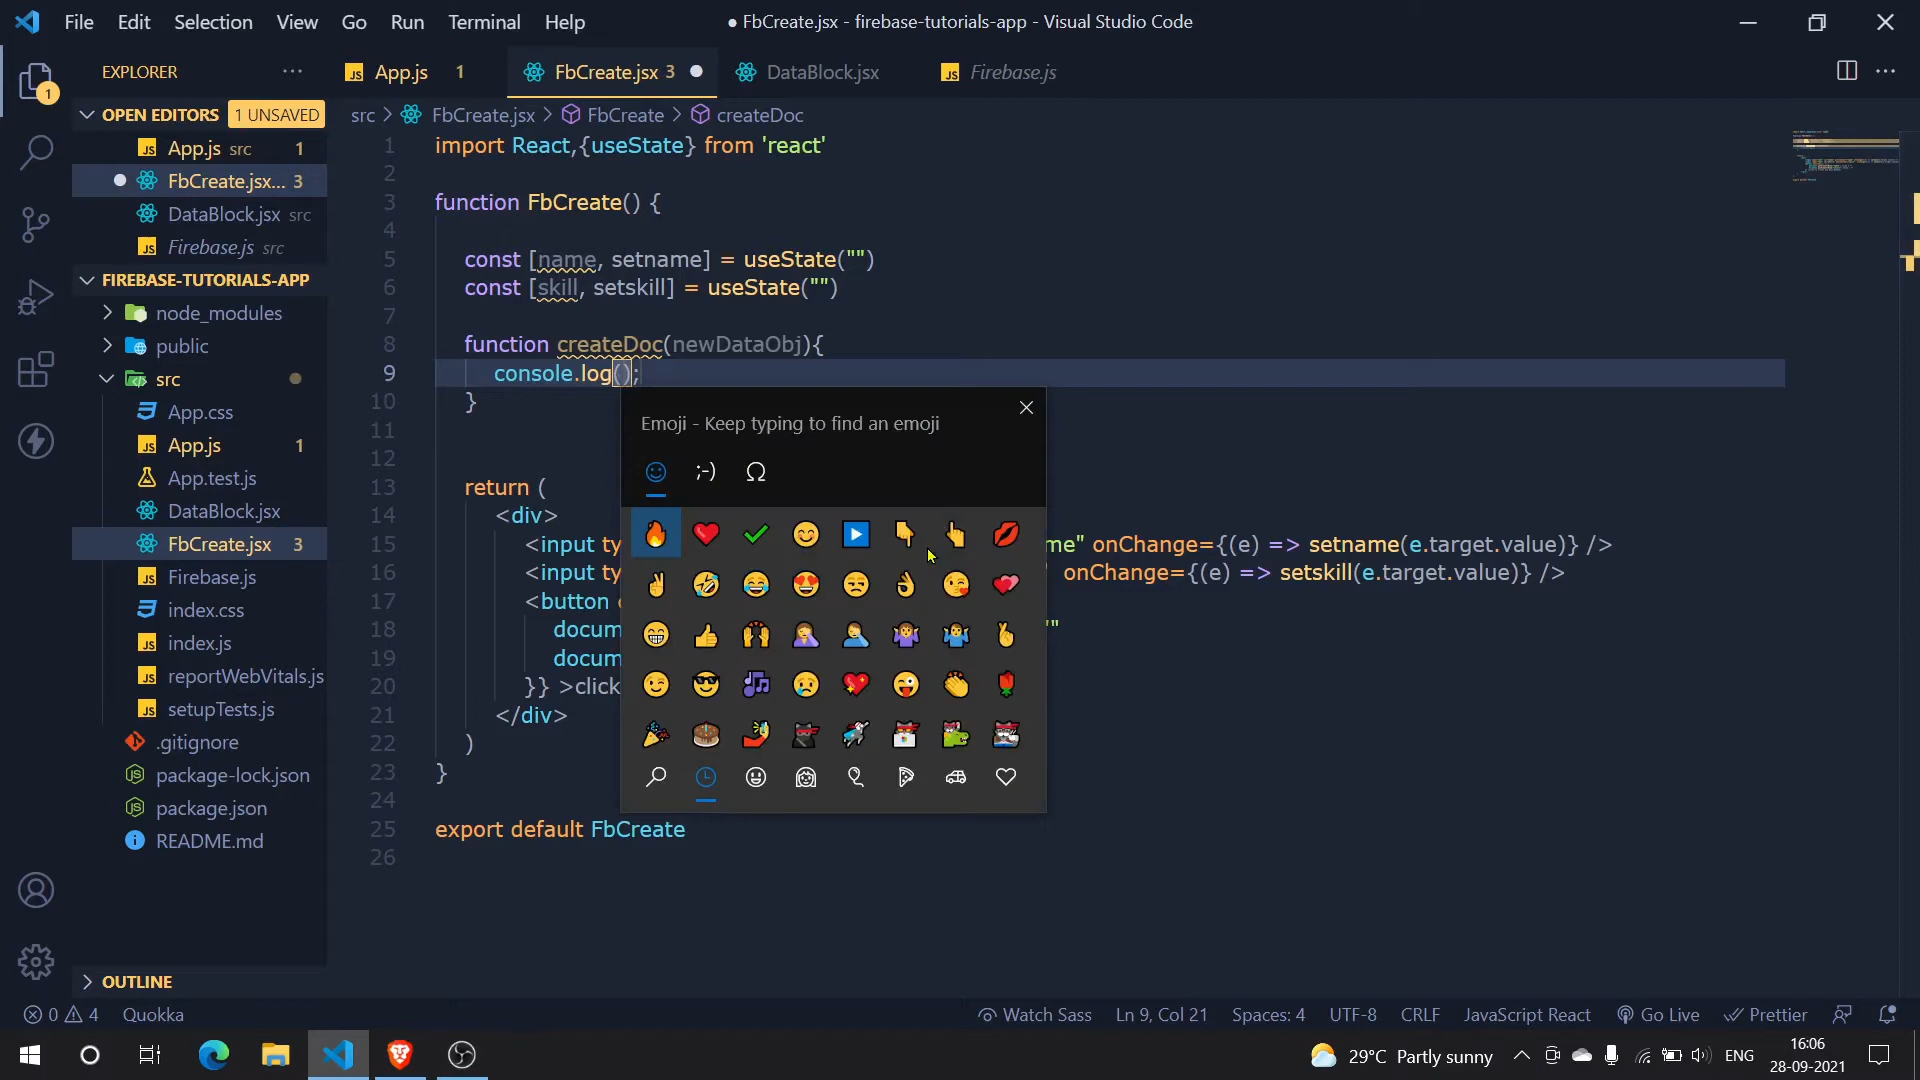 File Edit Selection View Go Run Terminal Help
● FbCreate.jsx - firebase-tutorials-app - Visual Studio Code
EXPLORER
App.js 1
FbCreate.jsx 3
DataBlock.jsx
Firebase.js
1
OPEN EDITORS 1 UNSAVED
App.js src 1
FbCreate.jsx... 3
DataBlock.jsx src
Firebase.js src
FIREBASE-TUTORIALS-APP
node_modules
public
src
App.css
App.js 1
App.test.js
DataBlock.jsx
FbCreate.jsx 3
Firebase.js
index.css
index.js
reportWebVitals.js
setupTests.js
.gitignore
package-lock.json
package.json
README.md
OUTLINE
src > FbCreate.jsx > FbCreate > createDoc
1 import React,{useState} from 'react'
2
3 function FbCreate() {
4
5 const [name, setname] = useState("")
6 const [skill, setskill] = useState("")
7
8 function createDoc(newDataObj){
9 console.log();
10 }
11
12
13 return (
14 <div>
15 <input ty me" onChange={(e) => setname(e.target.value)} />
16 <input ty " onChange={(e) => setskill(e.target.value)} />
17 <button
18 docum ""
19 docum
20 }} >click
21 </div>
22 )
23 }
24
25 export default FbCreate
26
Emoji - Keep typing to find an emoji
;-) Ω
0 4 Quokka
Watch Sass Ln 9, Col 21 Spaces: 4 UTF-8 CRLF JavaScript React Go Live Prettier
29°C Partly sunny ENG
16:06
28-09-2021